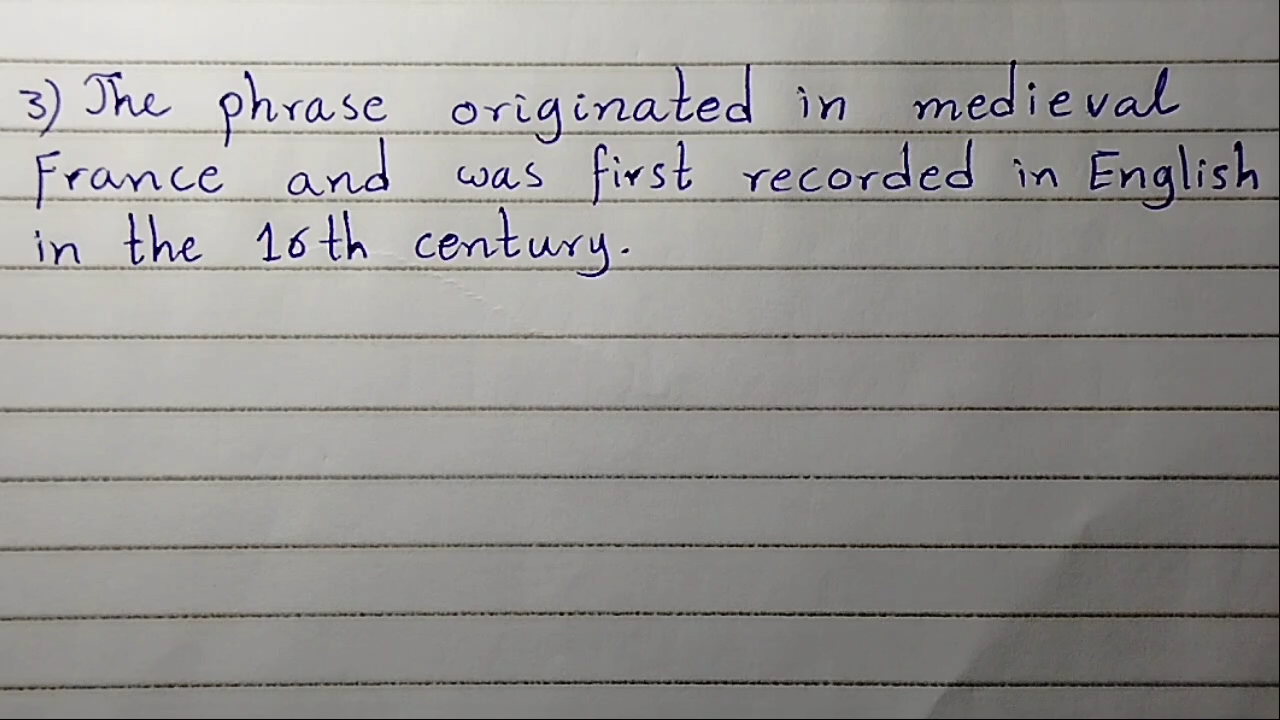 3) The phrase originated in medieval
France and was first recorded in English
in the 16th century.